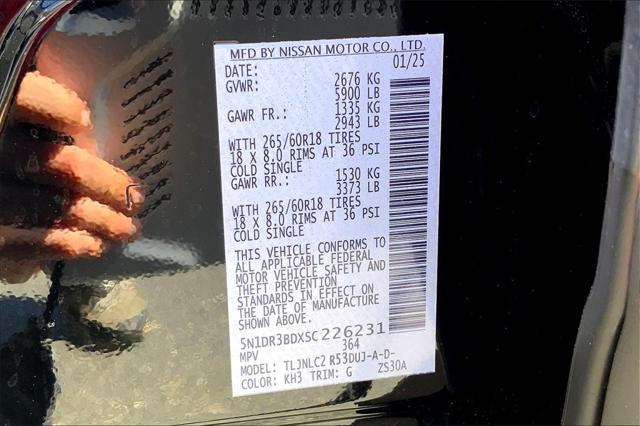 MFD BY NISSAN MOTOR CO., LTD.
DATE: 01/25
GVWR: 2676 KG
5900 LB
GAWR FR.: 1335 KG
2943 LB
WITH 265/60R18 TIRES
18 X 8.0 RIMS AT 36 PSI
COLD SINGLE
GAWR RR.: 1530 KG
3373 LB
WITH 265/60R18 TIRES
18 X 8.0 RIMS AT 36 PSI
COLD SINGLE
THIS VEHICLE CONFORMS TO
ALL APPLICABLE FEDERAL
MOTOR VEHICLE SAFETY AND
THEFT PREVENTION
STANDARDS IN EFFECT ON
THE DATE OF MANUFACTURE
SHOWN ABOVE.
5N1DR3BDXSC226231
MPV 364
MODEL: TLJNLC2 R53DUJ-A-D-
COLOR: KH3 TRIM: G ZS30A